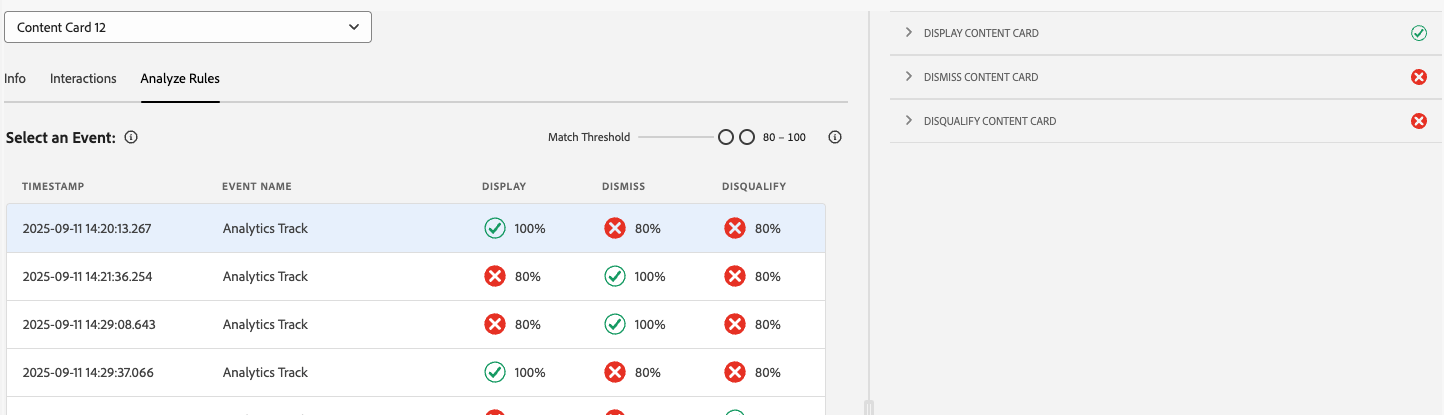 Content Card 12
Info Interactions Analyze Rules
Select an Event: Match Threshold 80 – 100
TIMESTAMP EVENT NAME DISPLAY DISMISS DISQUALIFY
2025-09-11 14:20:13.267 Analytics Track 100% 80% 80%
2025-09-11 14:21:36.254 Analytics Track 80% 100% 80%
2025-09-11 14:29:08.643 Analytics Track 80% 100% 80%
2025-09-11 14:29:37.066 Analytics Track 100% 80% 80%
DISPLAY CONTENT CARD
DISMISS CONTENT CARD
DISQUALIFY CONTENT CARD